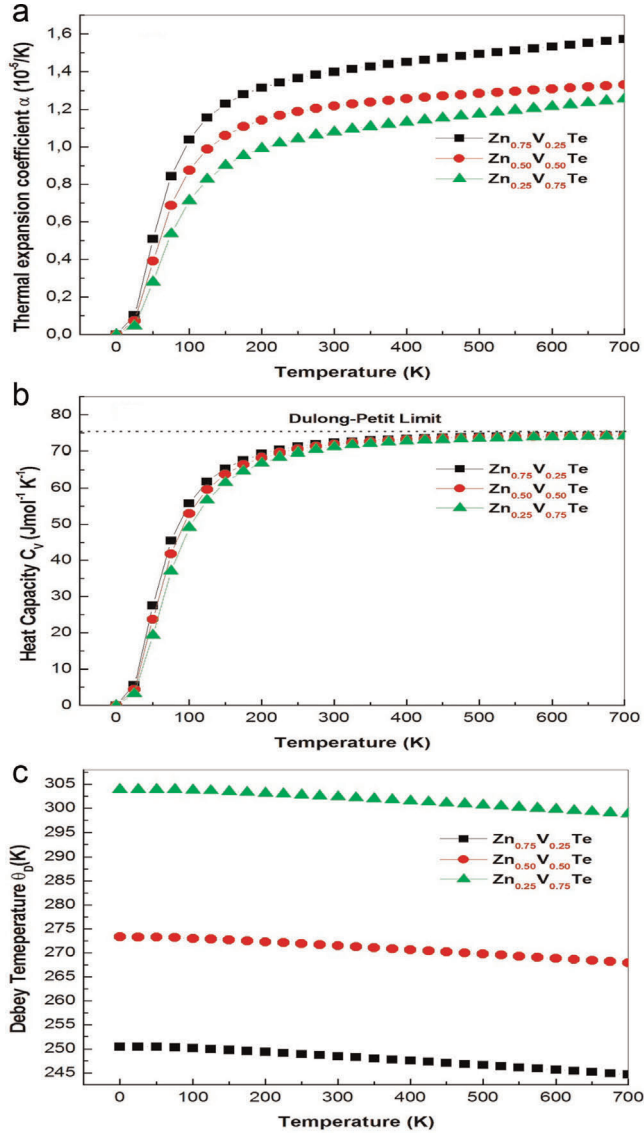 a
Thermal expansion coefficient α (10⁻⁵/K)
1,6
1,4
1,2
1,0
0,8
0,6
0,4
0,2
0,0
Zn0.75V0.25Te
Zn0.50V0.50Te
Zn0.25V0.75Te
0 100 200 300 400 500 600 700
Temperature (K)
b
Heat Capacity CV (Jmol⁻¹ K⁻¹)
80
70
60
50
40
30
20
10
0
Dulong-Petit Limit
Zn0.75V0.25Te
Zn0.50V0.50Te
Zn0.25V0.75Te
0 100 200 300 400 500 600 700
Temperature (K)
c
Debey Temeperature θD(K)
305
300
295
290
285
280
275
270
265
260
255
250
245
Zn0.75V0.25Te
Zn0.50V0.50Te
Zn0.25V0.75Te
0 100 200 300 400 500 600 700
Temperature (K)